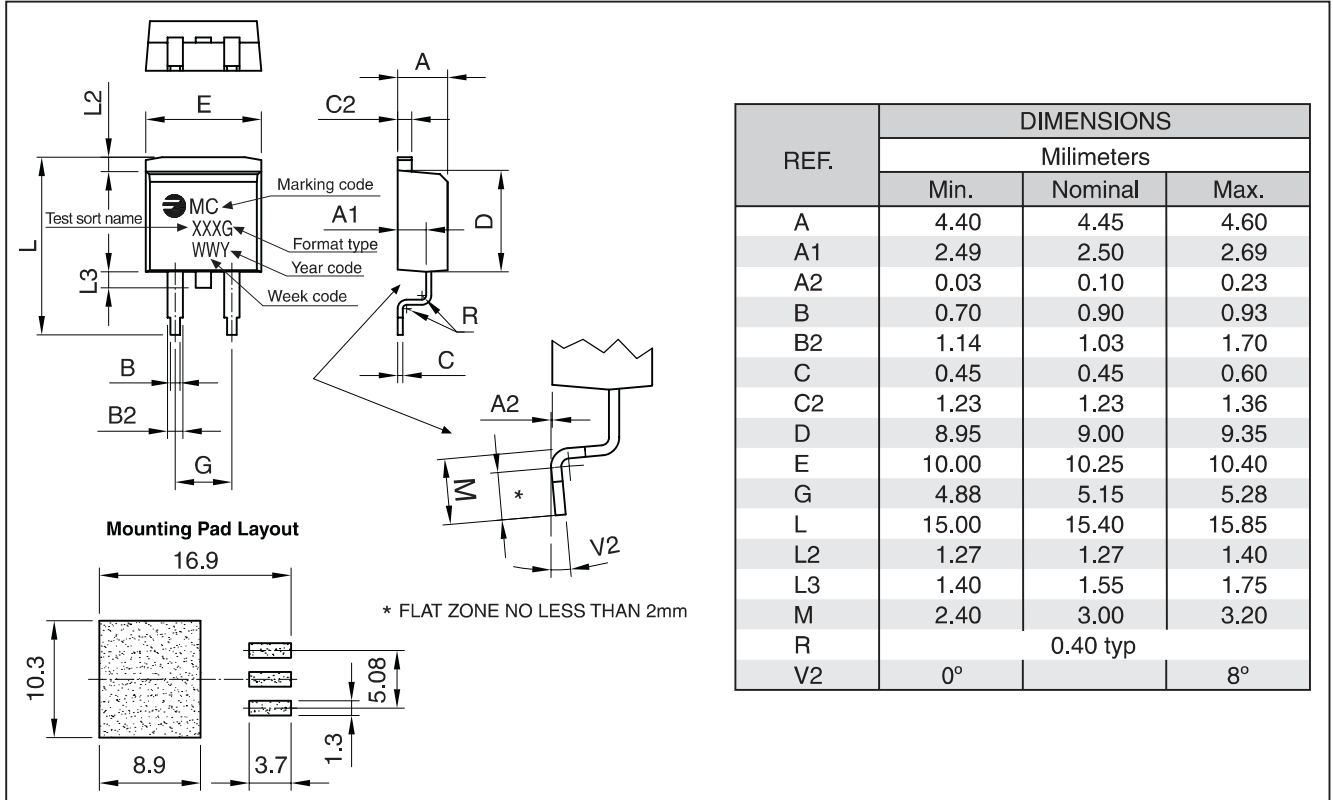 A
C2
L2
E
Marking code
MC
Test sort name
XXXG
Format type
WWY
Year code
Week code
A1
D
L
L3
R
C
B
B2
G
A2
M
*
V2
* FLAT ZONE NO LESS THAN 2mm
Mounting Pad Layout
16.9
10.3
5.08
1.3
8.9
3.7
REF. DIMENSIONS
Milimeters
Min. Nominal Max.
A 4.40 4.45 4.60
A1 2.49 2.50 2.69
A2 0.03 0.10 0.23
B 0.70 0.90 0.93
B2 1.14 1.03 1.70
C 0.45 0.45 0.60
C2 1.23 1.23 1.36
D 8.95 9.00 9.35
E 10.00 10.25 10.40
G 4.88 5.15 5.28
L 15.00 15.40 15.85
L2 1.27 1.27 1.40
L3 1.40 1.55 1.75
M 2.40 3.00 3.20
R 0.40 typ
V2 0º 8º